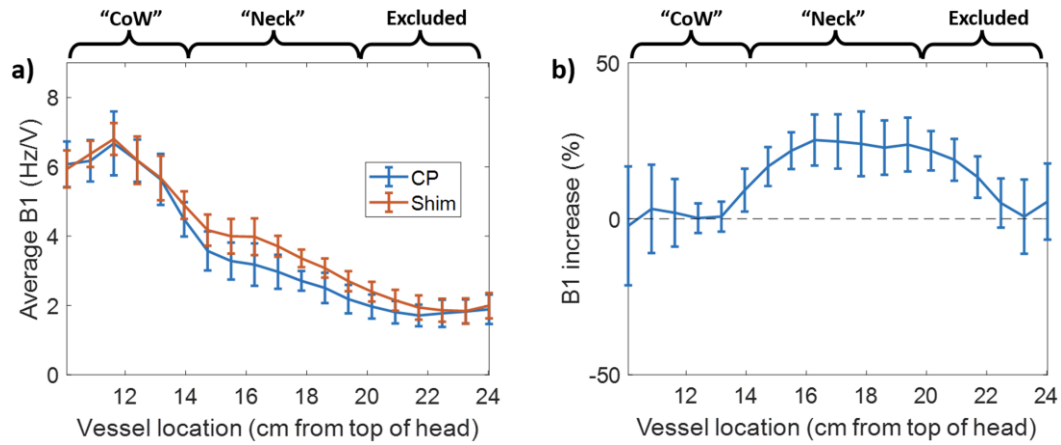 “CoW” “Neck” Excluded
a)
Average B1 (Hz/V)
8
6
4
2
0
CP
Shim
12 14 16 18 20 22 24
Vessel location (cm from top of head)
“CoW” “Neck” Excluded
b)
B1 increase (%)
50
0
-50
12 14 16 18 20 22 24
Vessel location (cm from top of head)